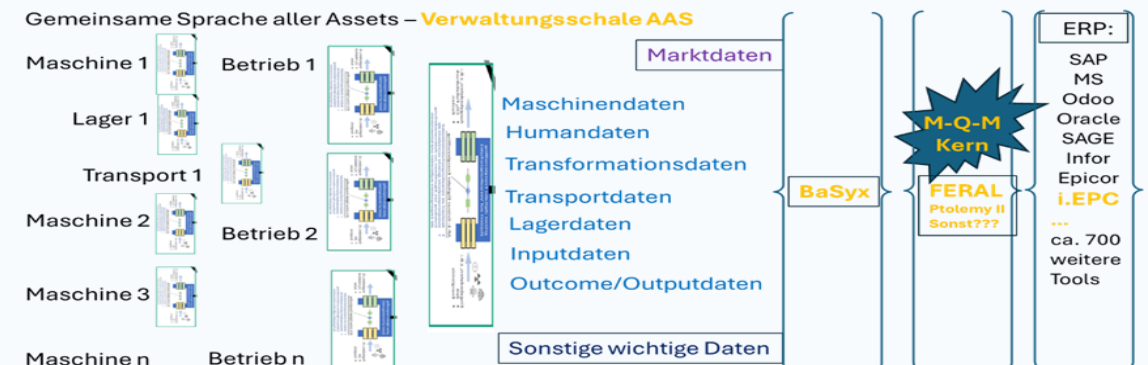 Gemeinsame Sprache aller Assets – Verwaltungsschale AAS
Maschine 1
Betrieb 1
Lager 1
Transport 1
Maschine 2
Betrieb 2
Maschine 3
Maschine n
Betrieb n
Marktdaten
Maschinendaten
Humandaten
Transformationsdaten
Transportdaten
Lagerdaten
Inputdaten
Outcome/Outputdaten
Sonstige wichtige Daten
BaSyx
M-Q-M
Kern
FERAL
Ptolemy II
Sonst???
ERP:
SAP
MS
Odoo
Oracle
SAGE
Infor
Epicor
i.EPC
...
ca. 700
weitere
Tools